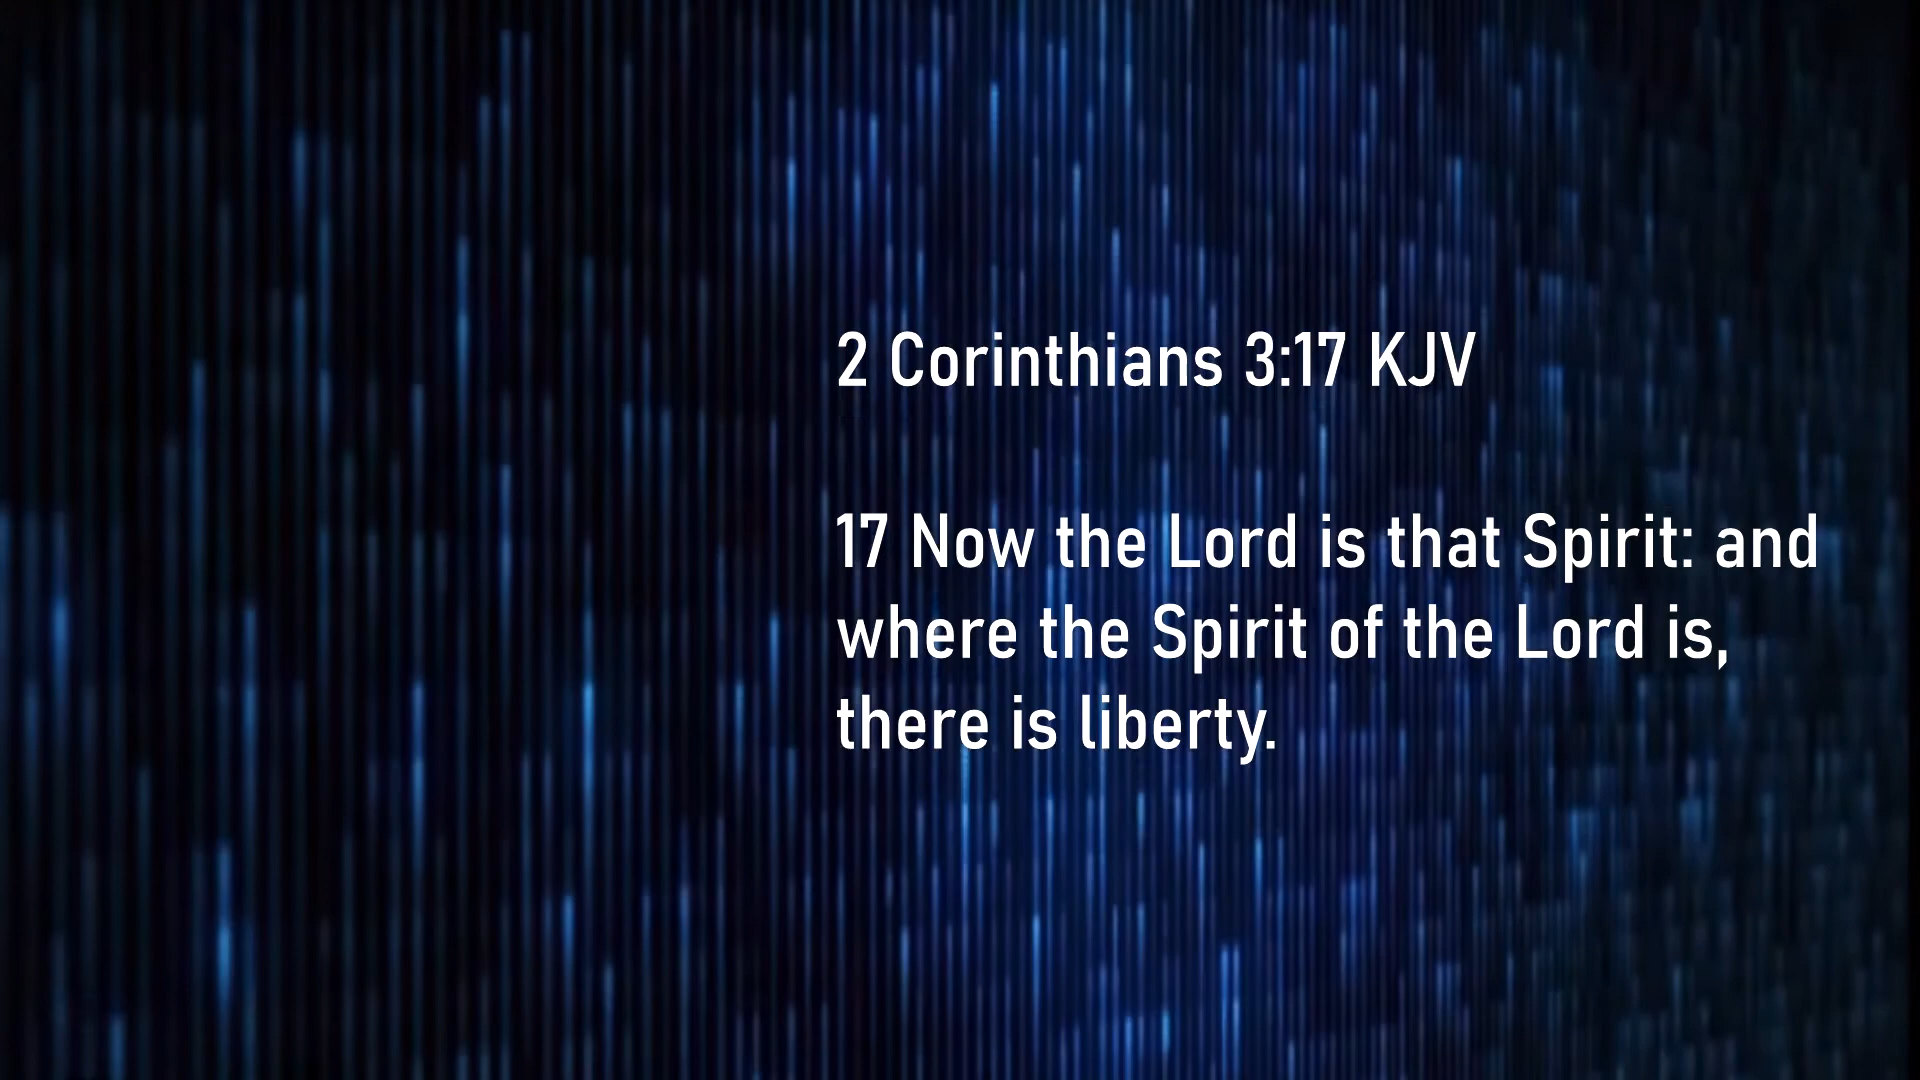 2 Corinthians 3:17 KJV
17 Now the Lord is that Spirit: and
where the Spirit of the Lord is,
there is liberty.